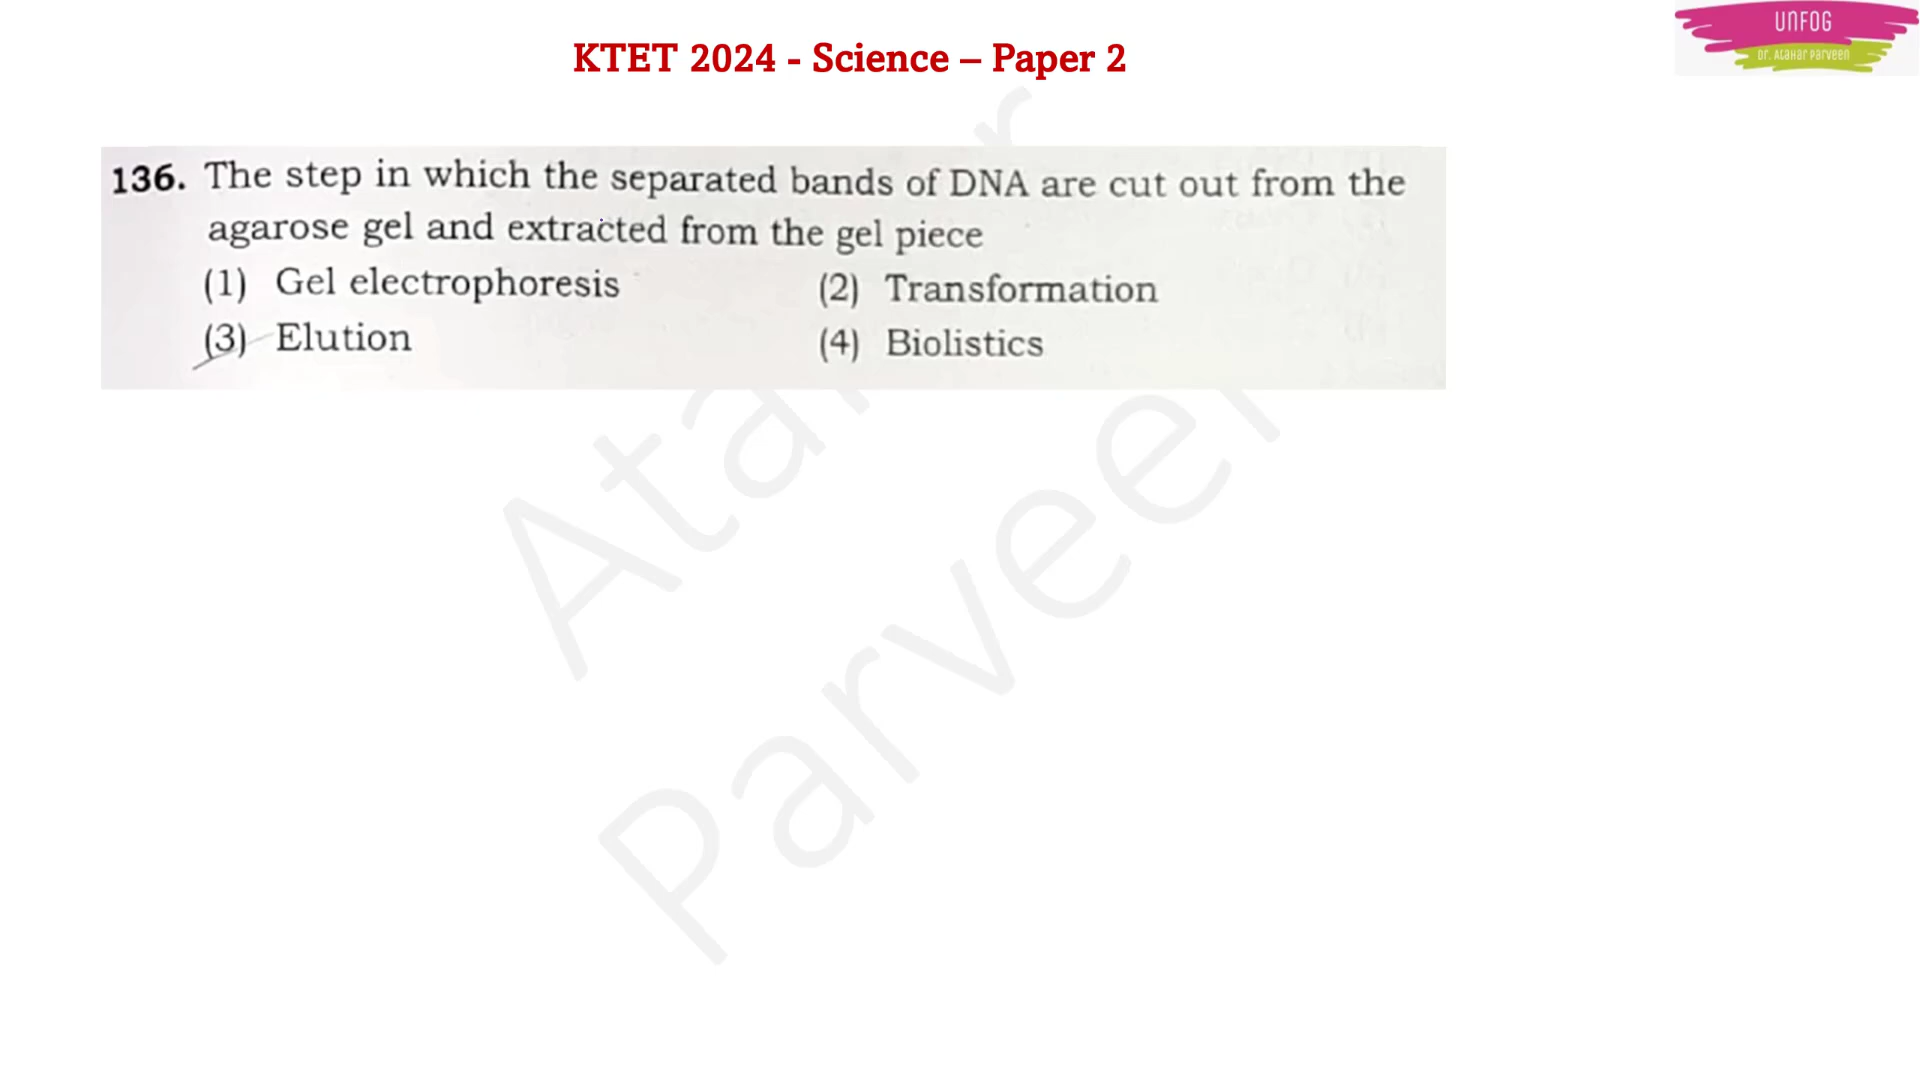 UNFOG
Dr. Atahar Parveen
KTET 2024 - Science – Paper 2
136. The step in which the separated bands of DNA are cut out from the
agarose gel and extracted from the gel piece
(1) Gel electrophoresis (2) Transformation
(3) Elution (4) Biolistics
Parveen